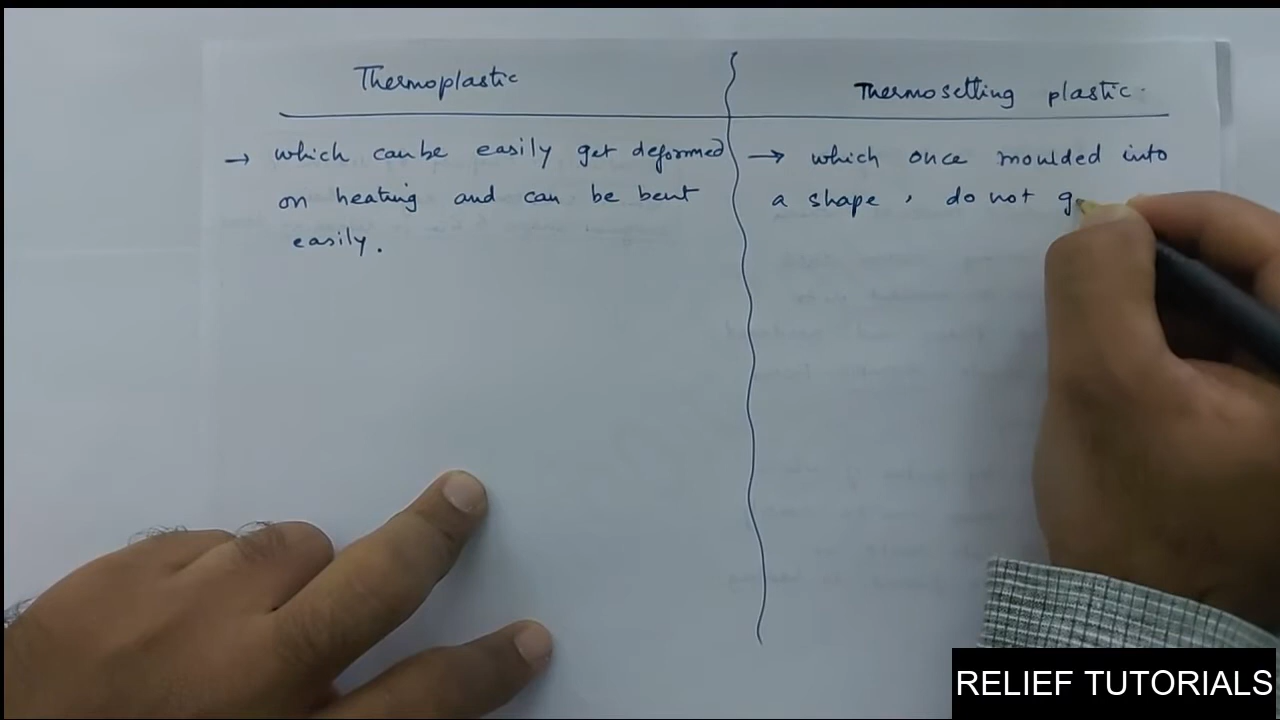 Thermoplastic
→ which can be easily get deformed
on heating and can be bent
easily.
Thermosetting plastic.
→ which once moulded into
a shape, do not
RELIEF TUTORIALS